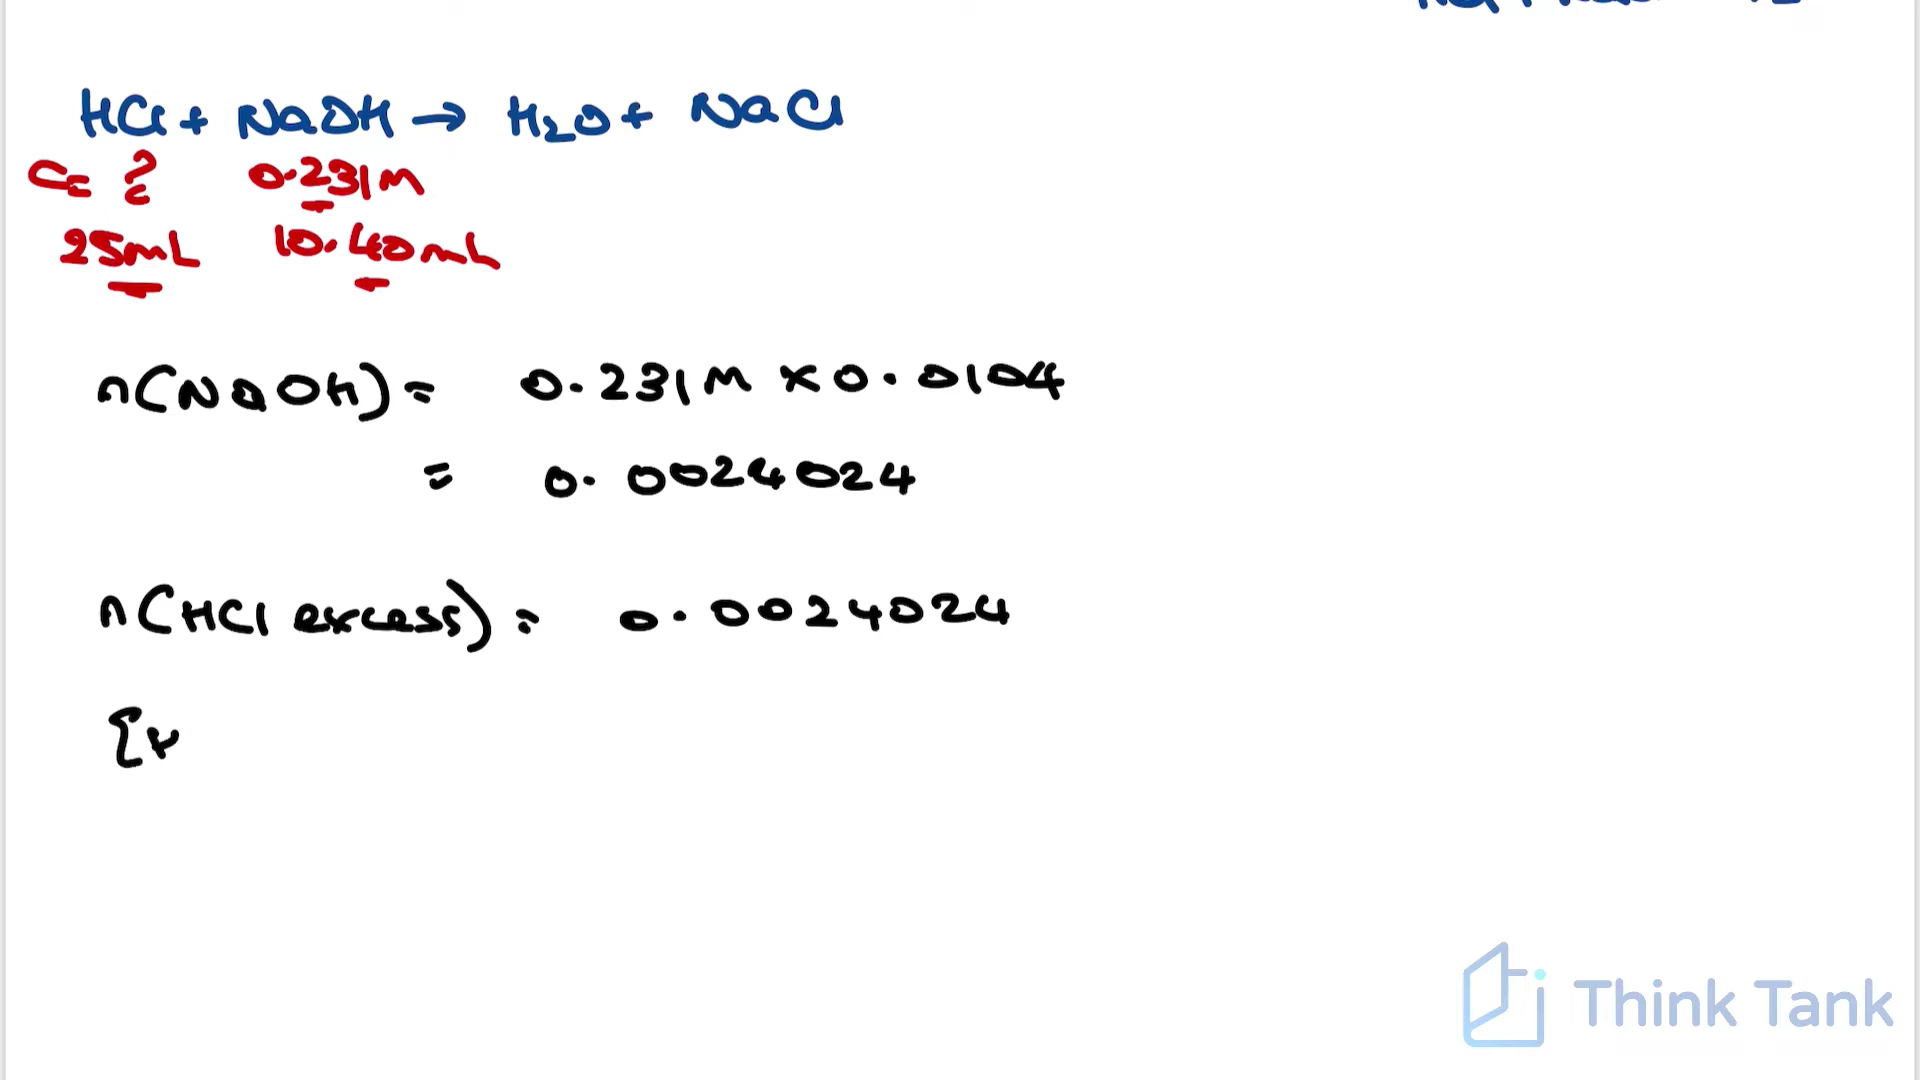 HCl + NaOH → H₂O + NaCl
C = ? 0.231M
25mL 10.40mL
n(NaOH) = 0.231M × 0.0104
= 0.0024024
n(HCl excess) = 0.0024024
Think Tank